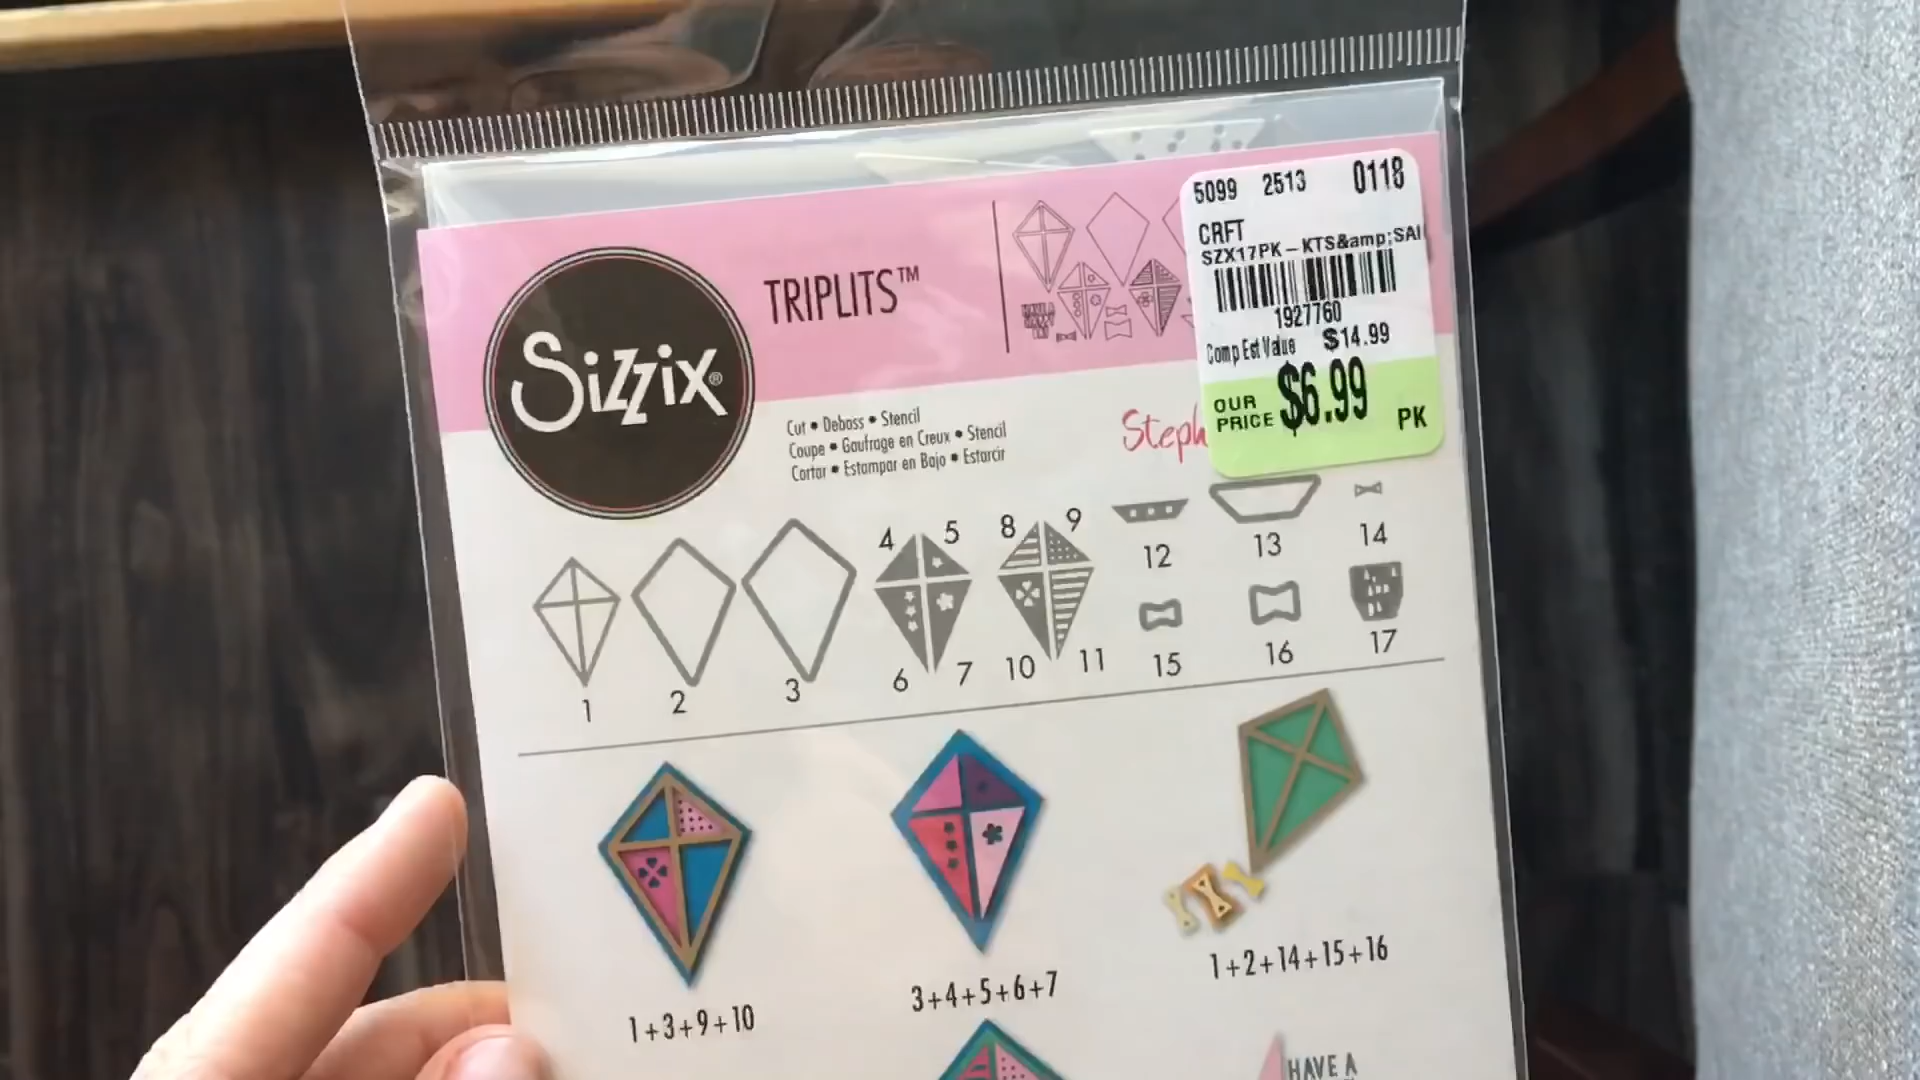 5099 2513 0118
CRFT
SZX17PK-KTS&amp;SAI
1927760
Comp Est Value $14.99
OUR PRICE $6.99 PK
Sizzix®
TRIPLITS™
Cut • Deboss • Stencil
Coupe • Gaufrage en Creux • Stencil
Cortar • Estampar en Bajo • Estarcir
Steph
4 5 8 9
12 13 14
1 2 3 6 7 10 11 15 16 17
1+3+9+10
3+4+5+6+7
1+2+14+15+16
HAVE A